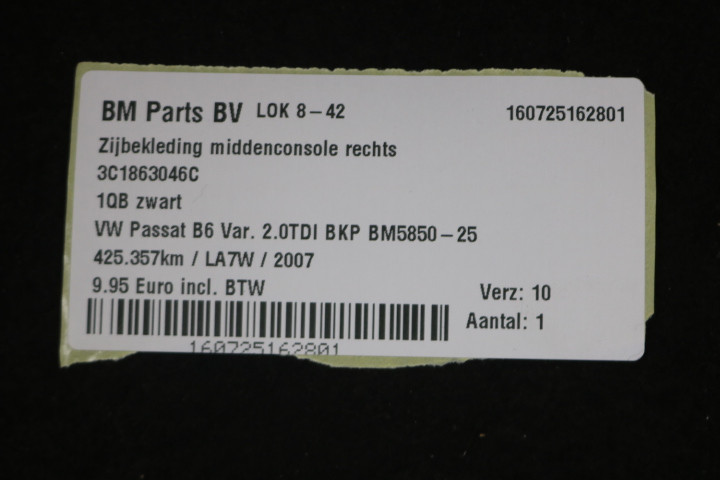 BM Parts BV LOK 8-42 160725162801
Zijbekleding middenconsole rechts
3C1863046C
1QB zwart
VW Passat B6 Var. 2.0TDI BKP BM5850-25
425.357km / LA7W / 2007
9.95 Euro incl. BTW
Verz: 10
Aantal: 1
160725162801